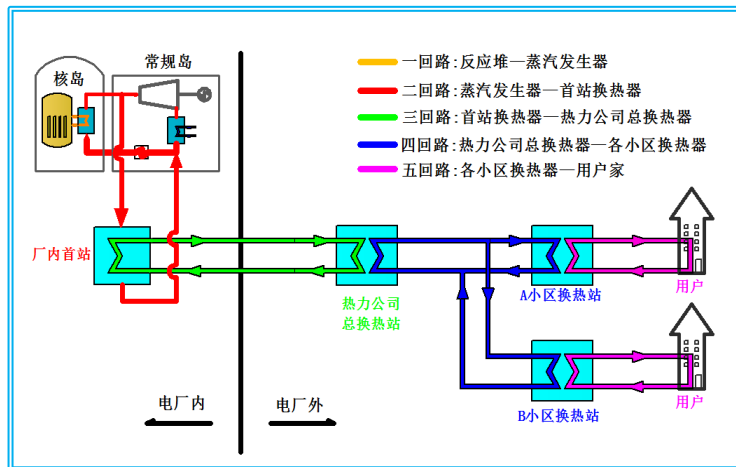 常规岛
核岛
一回路:反应堆—蒸汽发生器
二回路:蒸汽发生器—首站换热器
三回路:首站换热器—热力公司总换热器
四回路:热力公司总换热器—各小区换热器
五回路:各小区换热器—用户家
厂内首站
热力公司
总换热站
A小区换热站
用户
B小区换热站
用户
电厂内
电厂外